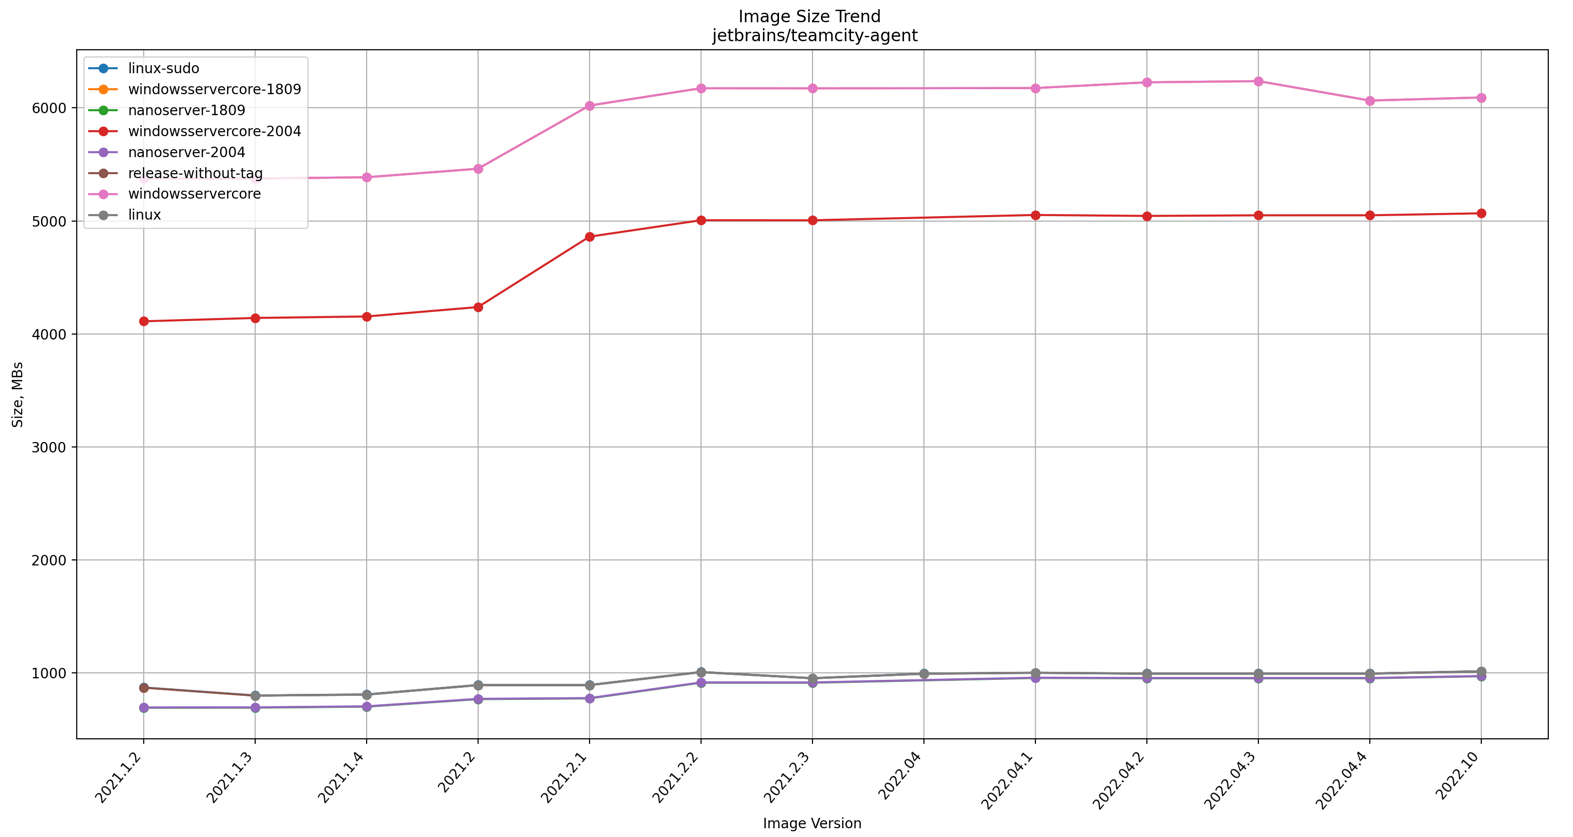 Image Size Trend
jetbrains/teamcity-agent
linux-sudo
windowsservercore-1809
nanoserver-1809
windowsservercore-2004
nanoserver-2004
release-without-tag
windowsservercore
linux
6000
5000
4000
3000
2000
1000
Size, MBs
2021.1.2
2021.1.3
2021.1.4
2021.2
2021.2.1
2021.2.2
2021.2.3
2022.04
2022.04.1
2022.04.2
2022.04.3
2022.04.4
2022.10
Image Version